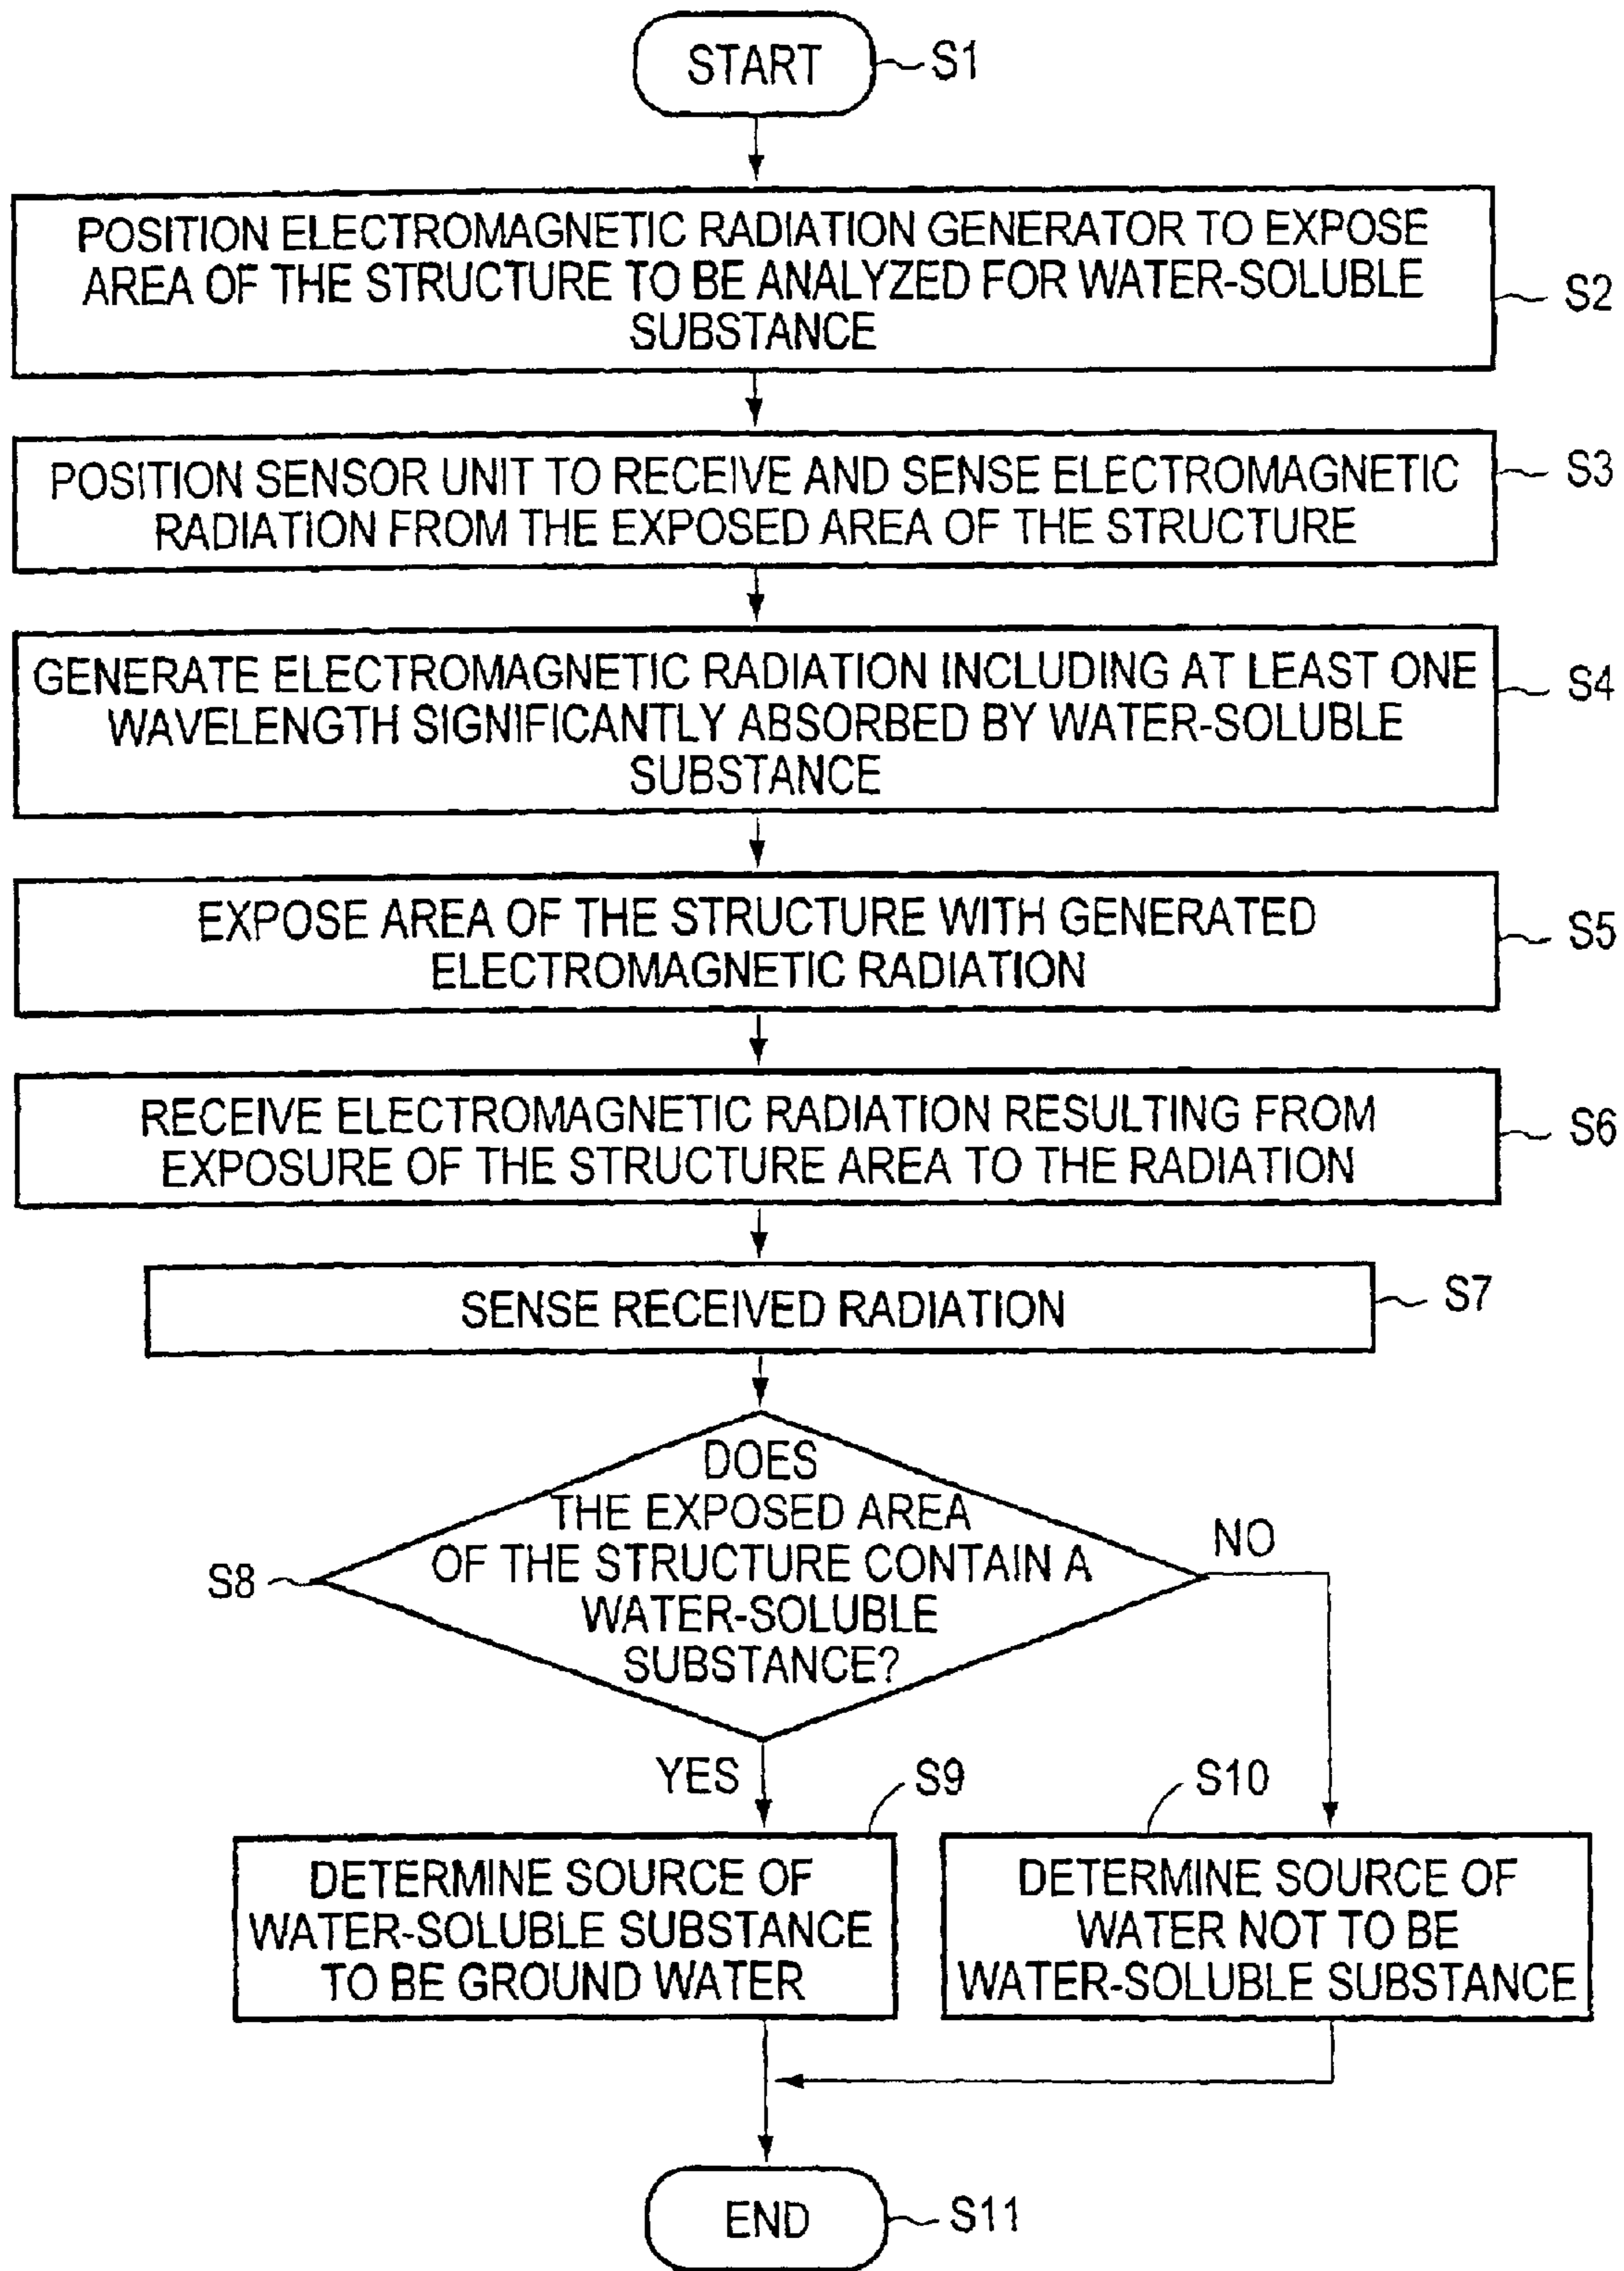 START
S1
POSITION ELECTROMAGNETIC RADIATION GENERATOR TO EXPOSE
AREA OF THE STRUCTURE TO BE ANALYZED FOR WATER-SOLUBLE
SUBSTANCE
S2
POSITION SENSOR UNIT TO RECEIVE AND SENSE ELECTROMAGNETIC
RADIATION FROM THE EXPOSED AREA OF THE STRUCTURE
S3
GENERATE ELECTROMAGNETIC RADIATION INCLUDING AT LEAST ONE
WAVELENGTH SIGNIFICANTLY ABSORBED BY WATER-SOLUBLE
SUBSTANCE
S4
EXPOSE AREA OF THE STRUCTURE WITH GENERATED
ELECTROMAGNETIC RADIATION
S5
RECEIVE ELECTROMAGNETIC RADIATION RESULTING FROM
EXPOSURE OF THE STRUCTURE AREA TO THE RADIATION
S6
SENSE RECEIVED RADIATION
S7
DOES
THE EXPOSED AREA
OF THE STRUCTURE CONTAIN A
WATER-SOLUBLE
SUBSTANCE?
S8
NO
YES
S9
DETERMINE SOURCE OF
WATER-SOLUBLE SUBSTANCE
TO BE GROUND WATER
S10
DETERMINE SOURCE OF
WATER NOT TO BE
WATER-SOLUBLE SUBSTANCE
END
S11